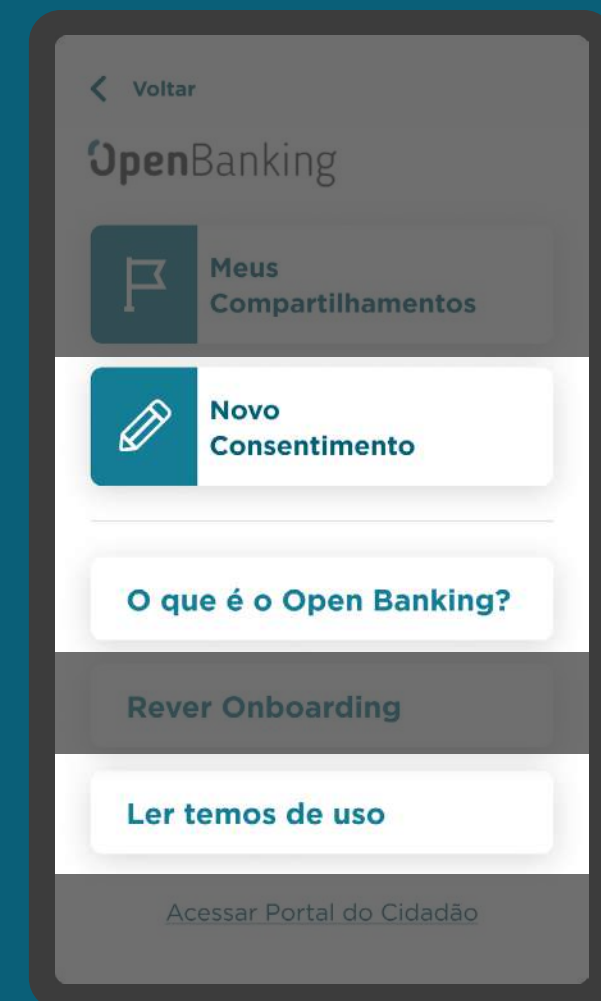 Voltar
OpenBanking
Meus
Compartilhamentos
Novo
Consentimento
O que é o Open Banking?
Rever Onboarding
Ler temos de uso
Acessar Portal do Cidadão